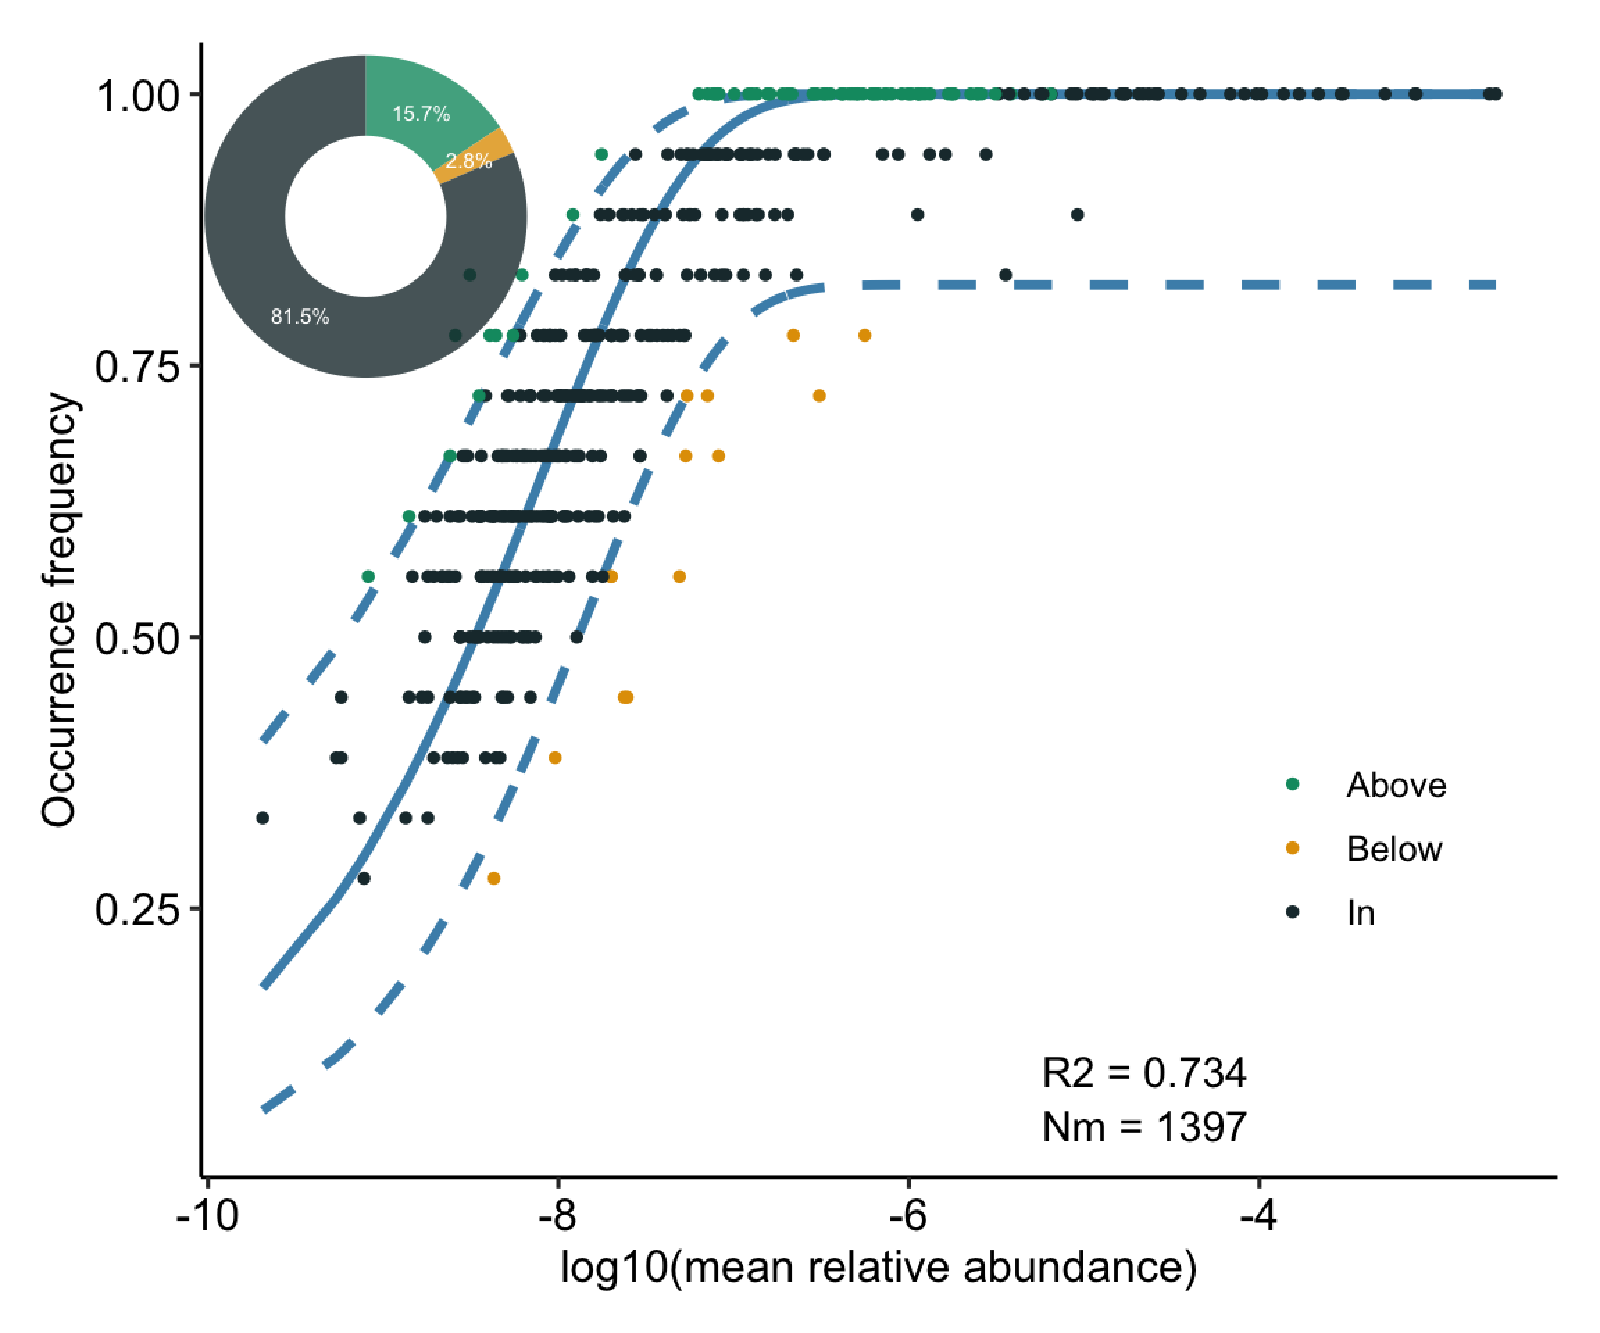 1.00
0.75
0.50
0.25
Occurrence frequency
15.7%
2.8%
81.5%
Above
Below
In
R2 = 0.734
Nm = 1397
-10
-8
-6
-4
log10(mean relative abundance)